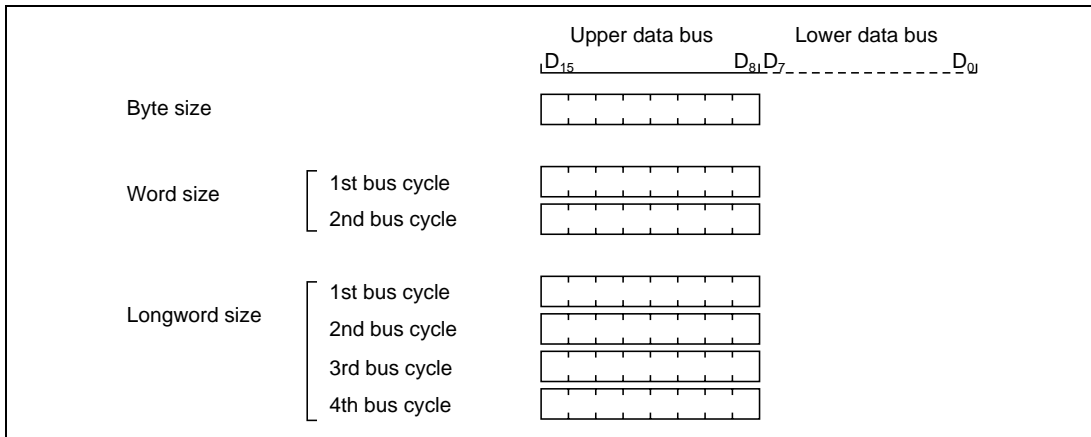 Upper data bus Lower data bus
D15 D8 D7 D0
Byte size
Word size
1st bus cycle
2nd bus cycle
Longword size
1st bus cycle
2nd bus cycle
3rd bus cycle
4th bus cycle